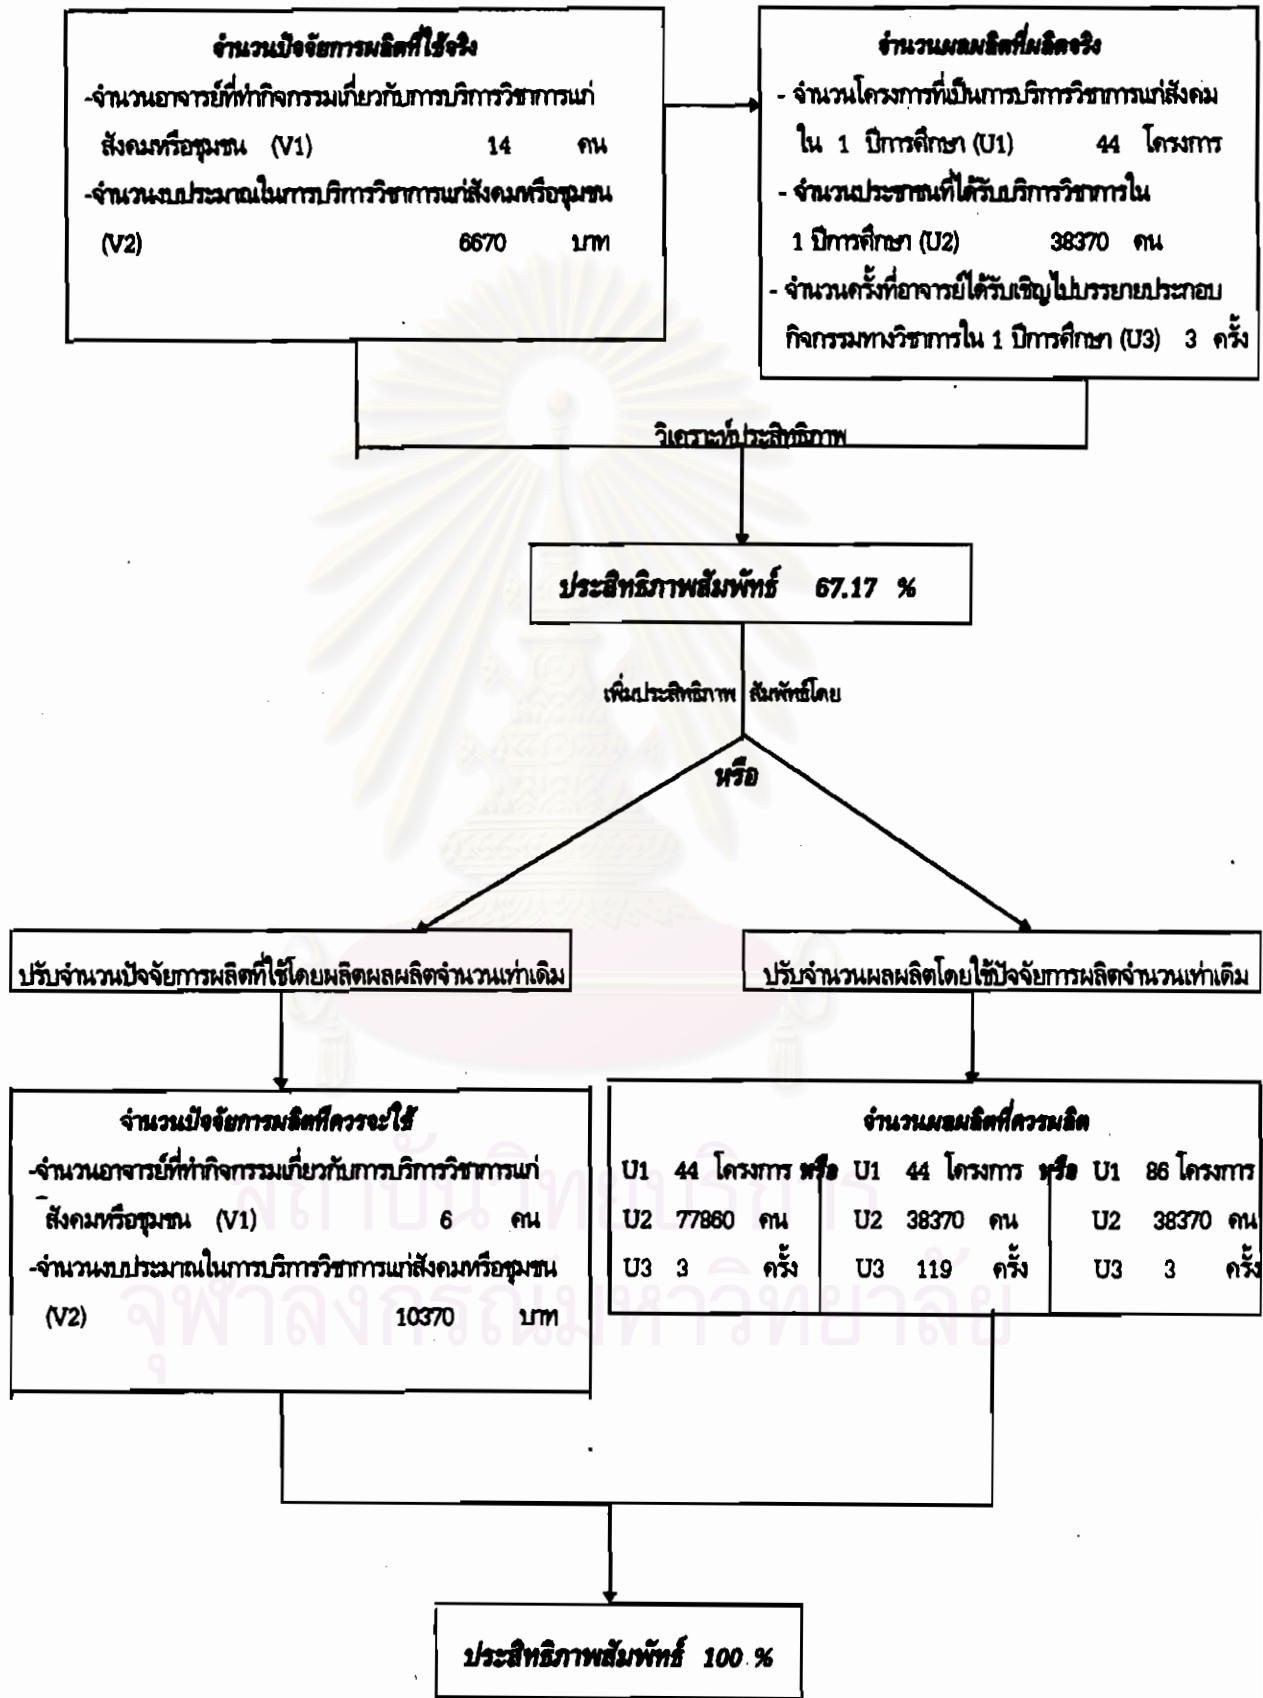 จำนวนปัจจัยการผลิตที่ใช้จริง
-จำนวนอาจารย์ที่ทำกิจกรรมเกี่ยวกับการบริการวิชาการแก่
สังคมหรือชุมชน (V1) 14 คน
-จำนวนงบประมาณในการบริการวิชาการแก่สังคมหรือชุมชน
(V2) 6670 บาท
จำนวนผลผลิตที่ผลิตจริง
- จำนวนโครงการที่เป็นการบริการวิชาการแก่สังคม
ใน 1 ปีการศึกษา (U1) 44 โครงการ
- จำนวนประชาชนที่ได้รับบริการวิชาการใน
1 ปีการศึกษา (U2) 38370 คน
- จำนวนครั้งที่อาจารย์ได้รับเชิญไปบรรยายประกอบ
กิจกรรมทางวิชาการใน 1 ปีการศึกษา (U3) 3 ครั้ง
วิเคราะห์ประสิทธิภาพ
ประสิทธิภาพสัมพัทธ์ 67.17 %
เพิ่มประสิทธิภาพ สัมพัทธ์โดย
หรือ
ปรับจำนวนปัจจัยการผลิตที่ใช้โดยผลิตผลผลิตจำนวนเท่าเดิม
ปรับจำนวนผลผลิตโดยใช้ปัจจัยการผลิตจำนวนเท่าเดิม
จำนวนปัจจัยการผลิตที่ควรจะใช้
-จำนวนอาจารย์ที่ทำกิจกรรมเกี่ยวกับการบริการวิชาการแก่
สังคมหรือชุมชน (V1) 6 คน
-จำนวนงบประมาณในการบริการวิชาการแก่สังคมหรือชุมชน
(V2) 10370 บาท
จำนวนผลผลิตที่ควรผลิต
U1 44 โครงการ หรือ U1 44 โครงการ หรือ U1 86 โครงการ
U2 77860 คน U2 38370 คน U2 38370 คน
U3 3 ครั้ง U3 119 ครั้ง U3 3 ครั้ง
สถาบันวิทยบริการ
จุฬาลงกรณ์มหาวิทยาลัย
ประสิทธิภาพสัมพัทธ์ 100 %